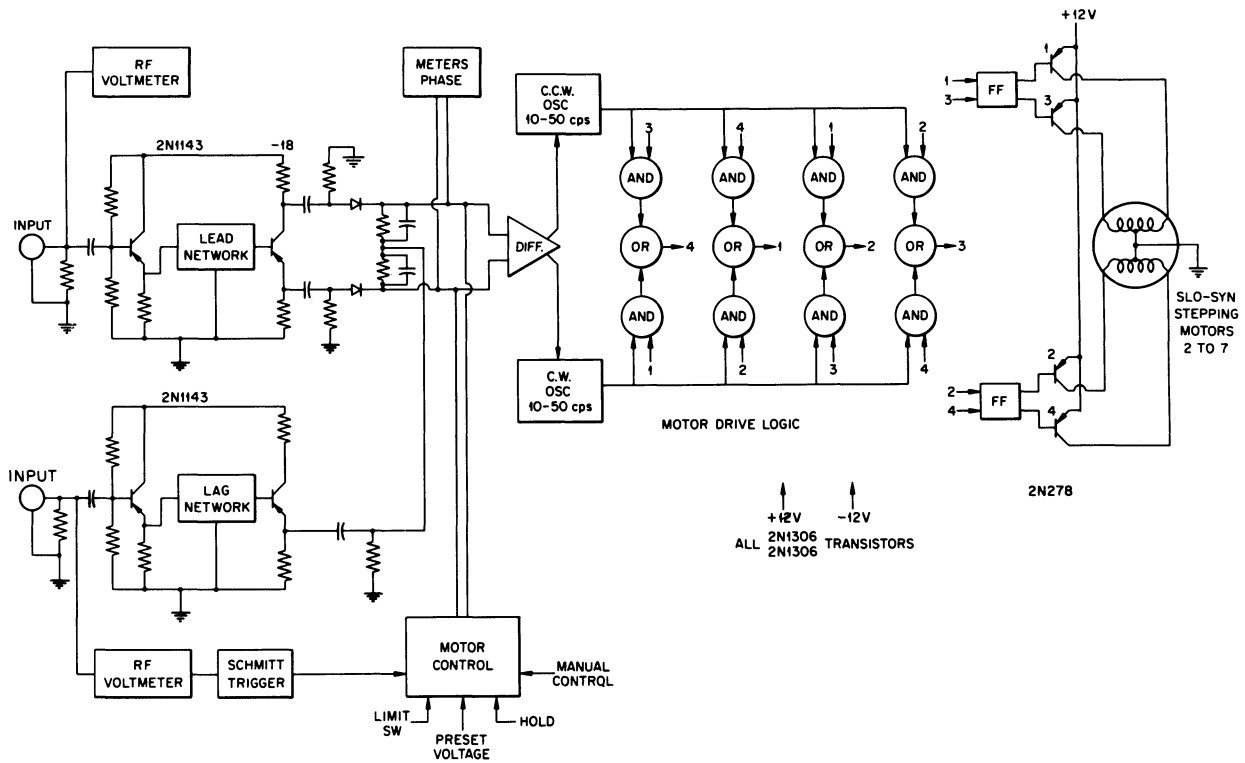 RF
VOLTMETER
METERS
PHASE
2N1143
-18
INPUT
LEAD
NETWORK
DIFF.
C.C.W.
OSC
10-50 cps
C.W.
OSC
10-50 cps
3
4
1
2
AND
AND
AND
AND
OR
4
OR
1
OR
2
OR
3
AND
AND
AND
AND
1
2
3
4
MOTOR DRIVE LOGIC
+12V
1
1
3
FF
3
SLO-SYN
STEPPING
MOTORS
2 TO 7
2
2
4
FF
4
2N278
+12V
-12V
ALL 2N1306 TRANSISTORS
2N1306
2N1143
INPUT
LAG
NETWORK
RF
VOLTMETER
SCHMITT
TRIGGER
MOTOR
CONTROL
MANUAL
CONTRQL
LIMIT
SW
HOLD
PRESET
VOLTAGE